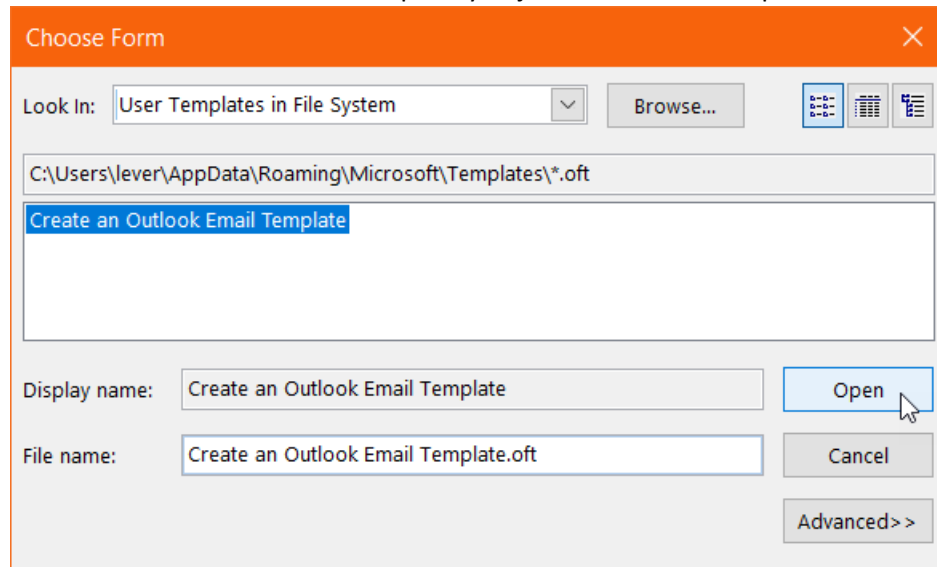 Choose Form
Look In: User Templates in File System Browse...
C:\Users\lever\AppData\Roaming\Microsoft\Templates\*.oft
Create an Outlook Email Template
Display name: Create an Outlook Email Template Open
File name: Create an Outlook Email Template.oft Cancel
Advanced>>